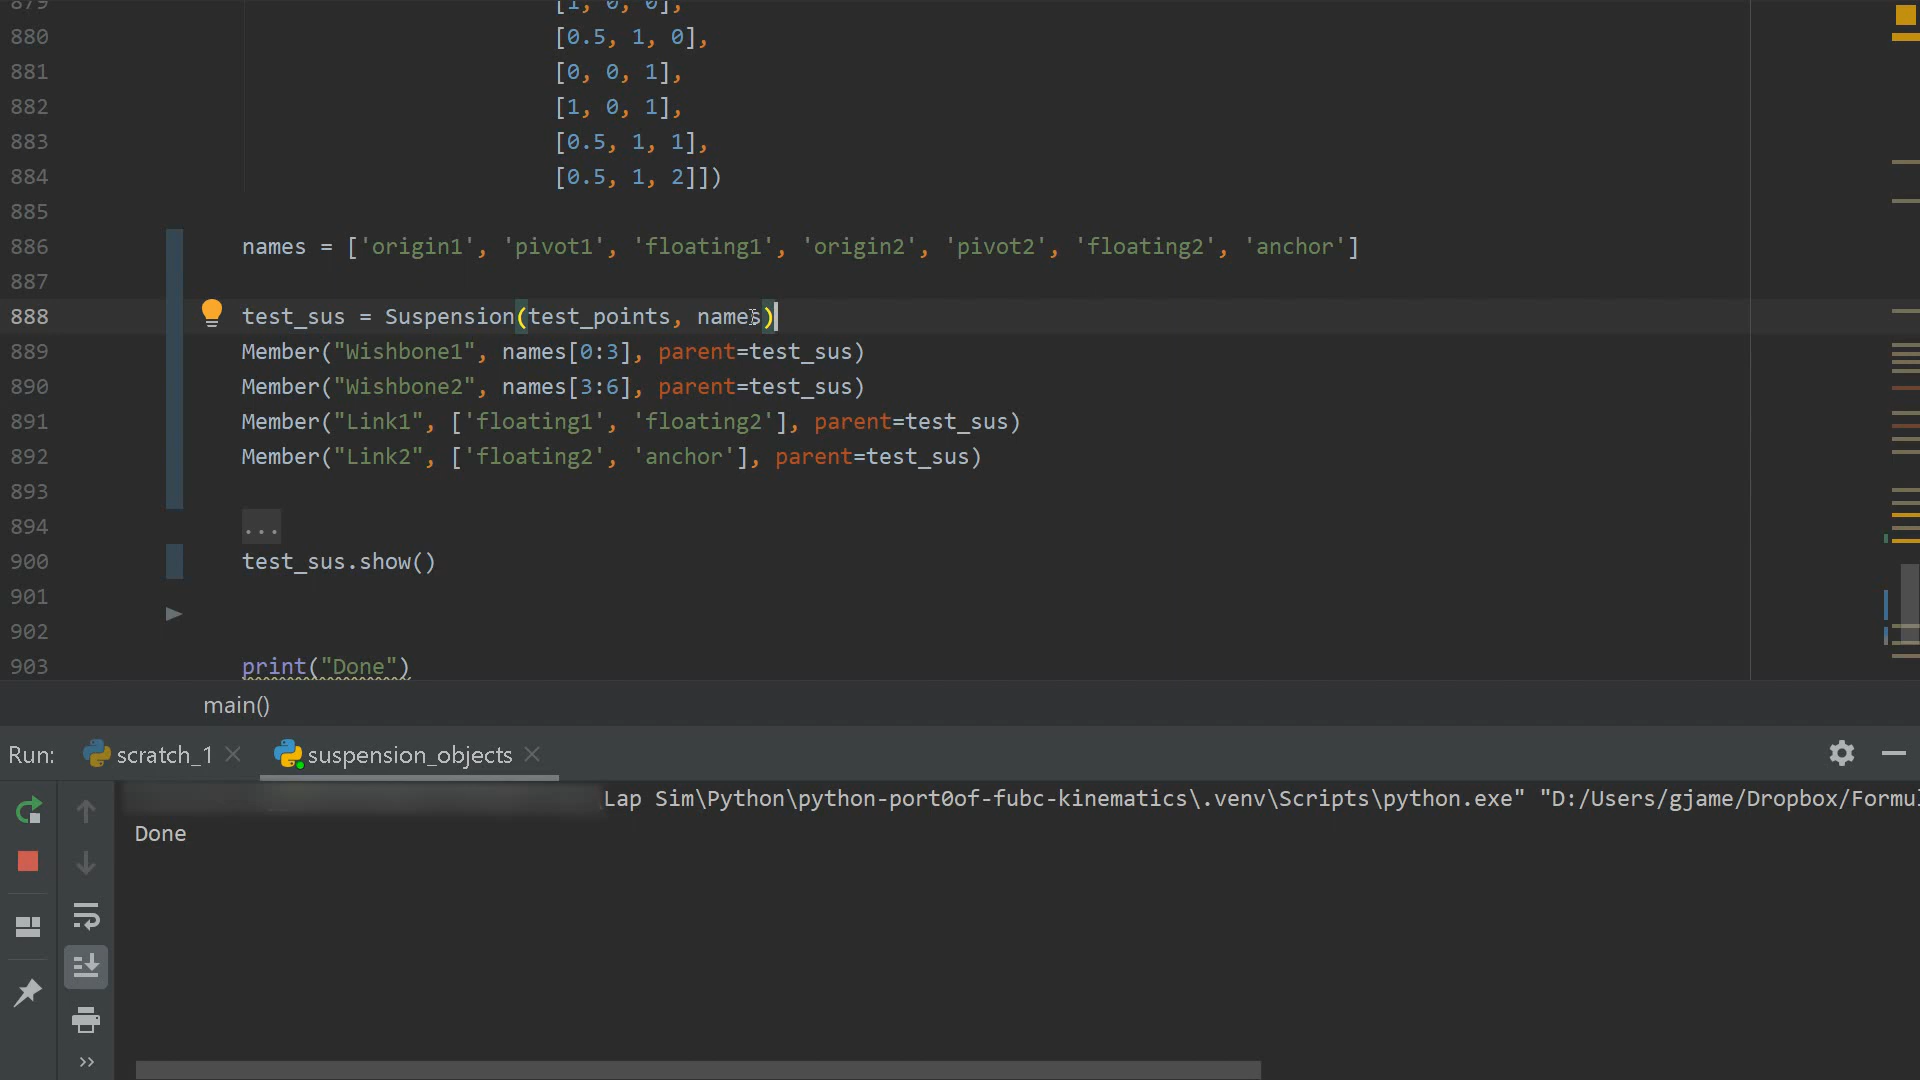 879 [1, 0, 0],
880 [0.5, 1, 0],
881 [0, 0, 1],
882 [1, 0, 1],
883 [0.5, 1, 1],
884 [0.5, 1, 2]])
885
886 names = ['origin1', 'pivot1', 'floating1', 'origin2', 'pivot2', 'floating2', 'anchor']
887
888 test_sus = Suspension(test_points, names)
889 Member("Wishbone1", names[0:3], parent=test_sus)
890 Member("Wishbone2", names[3:6], parent=test_sus)
891 Member("Link1", ['floating1', 'floating2'], parent=test_sus)
892 Member("Link2", ['floating2', 'anchor'], parent=test_sus)
893
894 ...
900 test_sus.show()
901
902
903 print("Done")
main()
Run: scratch_1 suspension_objects
\Lap Sim\Python\python-port0of-fubc-kinematics\.venv\Scripts\python.exe" "D:/Users/gjame/Dropbox/Formu
Done